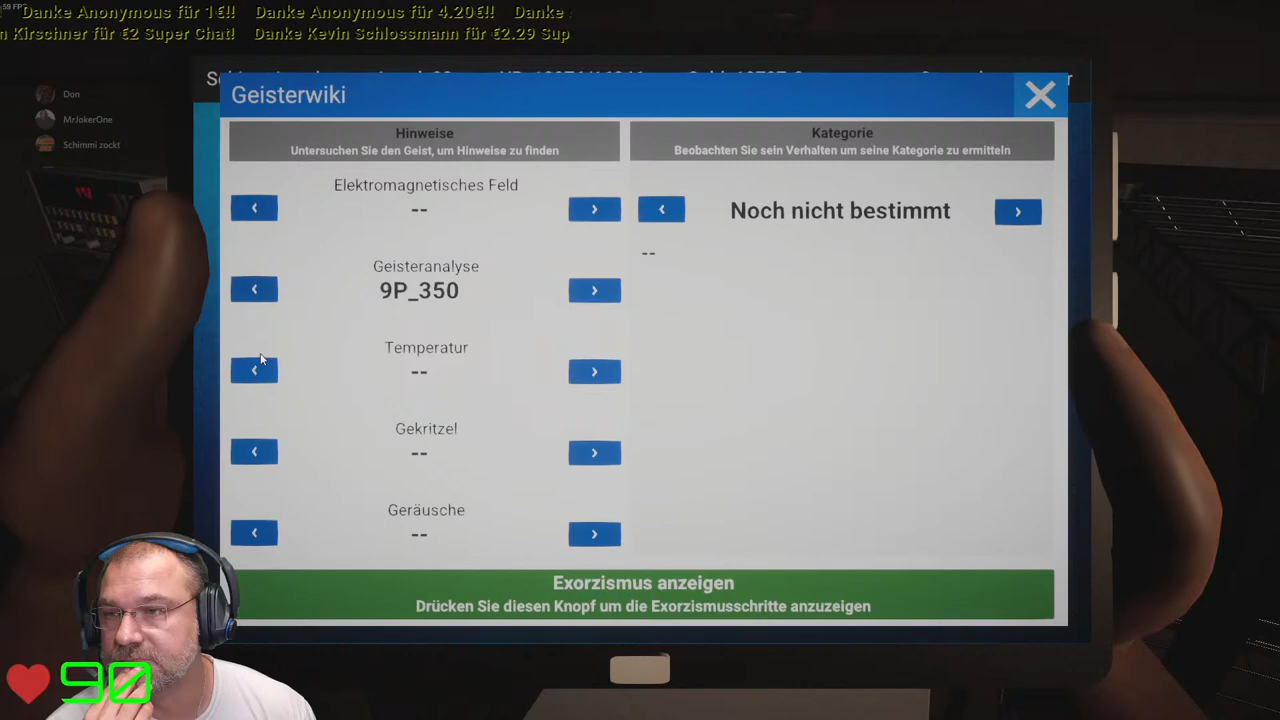 59 FPS
Danke Anonymous für 1€!! Danke Anonymous für 4.20€!! Danke
n Kirschner für €2 Super Chat! Danke Kevin Schlossmann für €2.29 Sup
Don
MrJokerOne
Schimmi zockt
Geisterwiki
Hinweise
Untersuchen Sie den Geist, um Hinweise zu finden
Kategorie
Beobachten Sie sein Verhalten um seine Kategorie zu ermitteln
Elektromagnetisches Feld
--
Noch nicht bestimmt
--
Geisteranalyse
9P_350
Temperatur
--
Gekritzel
--
Geräusche
--
Exorzismus anzeigen
Drücken Sie diesen Knopf um die Exorzismusschritte anzuzeigen
90